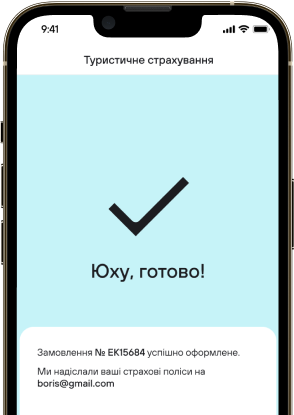 9:41
Туристичне страхування
Юху, готово!
Замовлення № EK15684 успішно оформлене.
Ми надіслали ваші страхові поліси на
boris@gmail.com